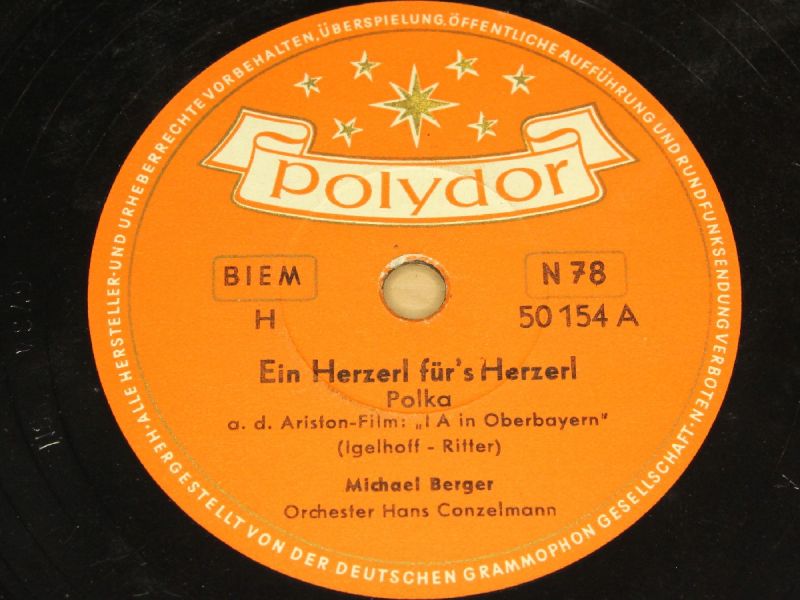 ALLE HERSTELLER- UND URHEBERRECHTE VORBEHALTEN, ÜBERSPIELUNG, ÖFFENTLICHE AUFFÜHRUNG UND RUNDFUNKSENDUNG VERBOTEN.
polydor
BIEM
N 78
H
50 154 A
Ein Herzerl für's Herzerl
Polka
a. d. Ariston-Film: „I A in Oberbayern"
(Igelhoff - Ritter)
Michael Berger
Orchester Hans Conzelmann
HERGESTELLT VON DER DEUTSCHEN GRAMMOPHON GESELLSCHAFT